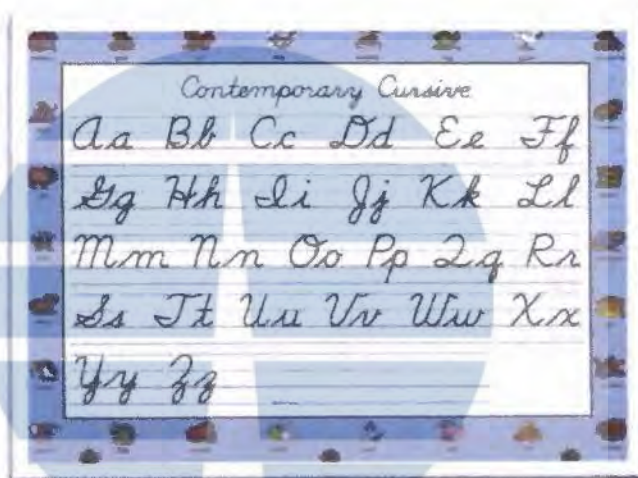 Contemporary Cursive
Aa Bb Cc Dd Ee Ff
Gg Hh Ii Jj Kk Ll
Mm Nn Oo Pp Qq Rr
Ss Tt Uu Vv Ww Xx
Yy Zz